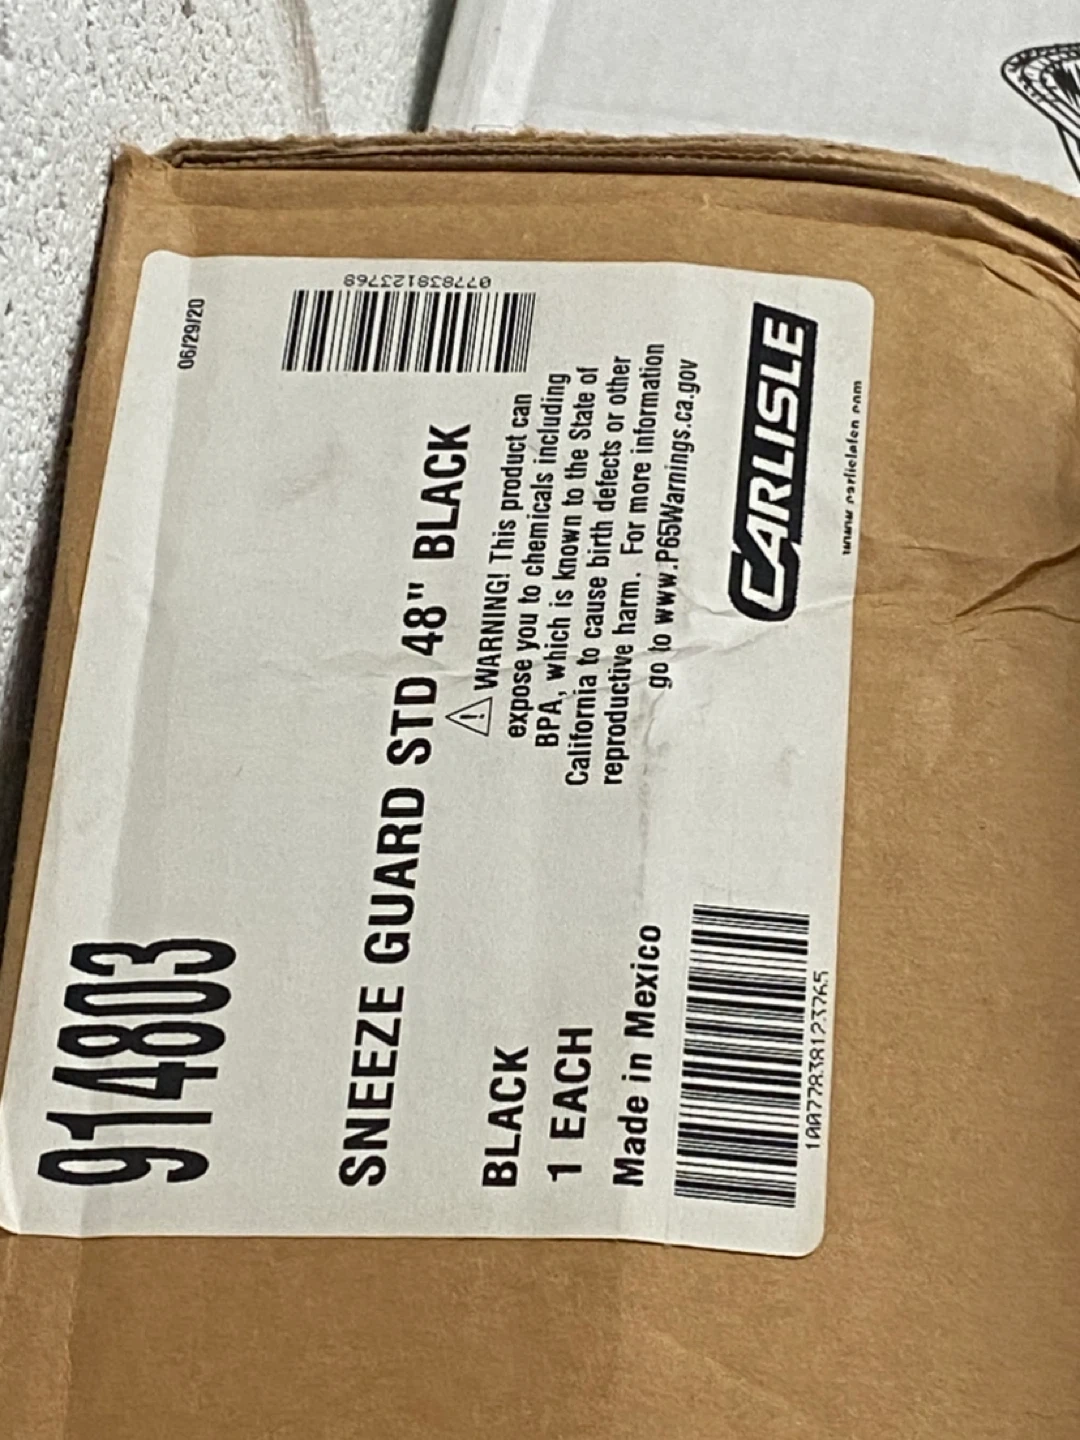 914803
06/29/20
077838123768
SNEEZE GUARD STD 48" BLACK
WARNING! This product can
expose you to chemicals including
BPA, which is known to the State of
California to cause birth defects or other
reproductive harm. For more information
go to www.P65Warnings.ca.gov
BLACK
1 EACH
Made in Mexico
10077838123765
CARLISLE